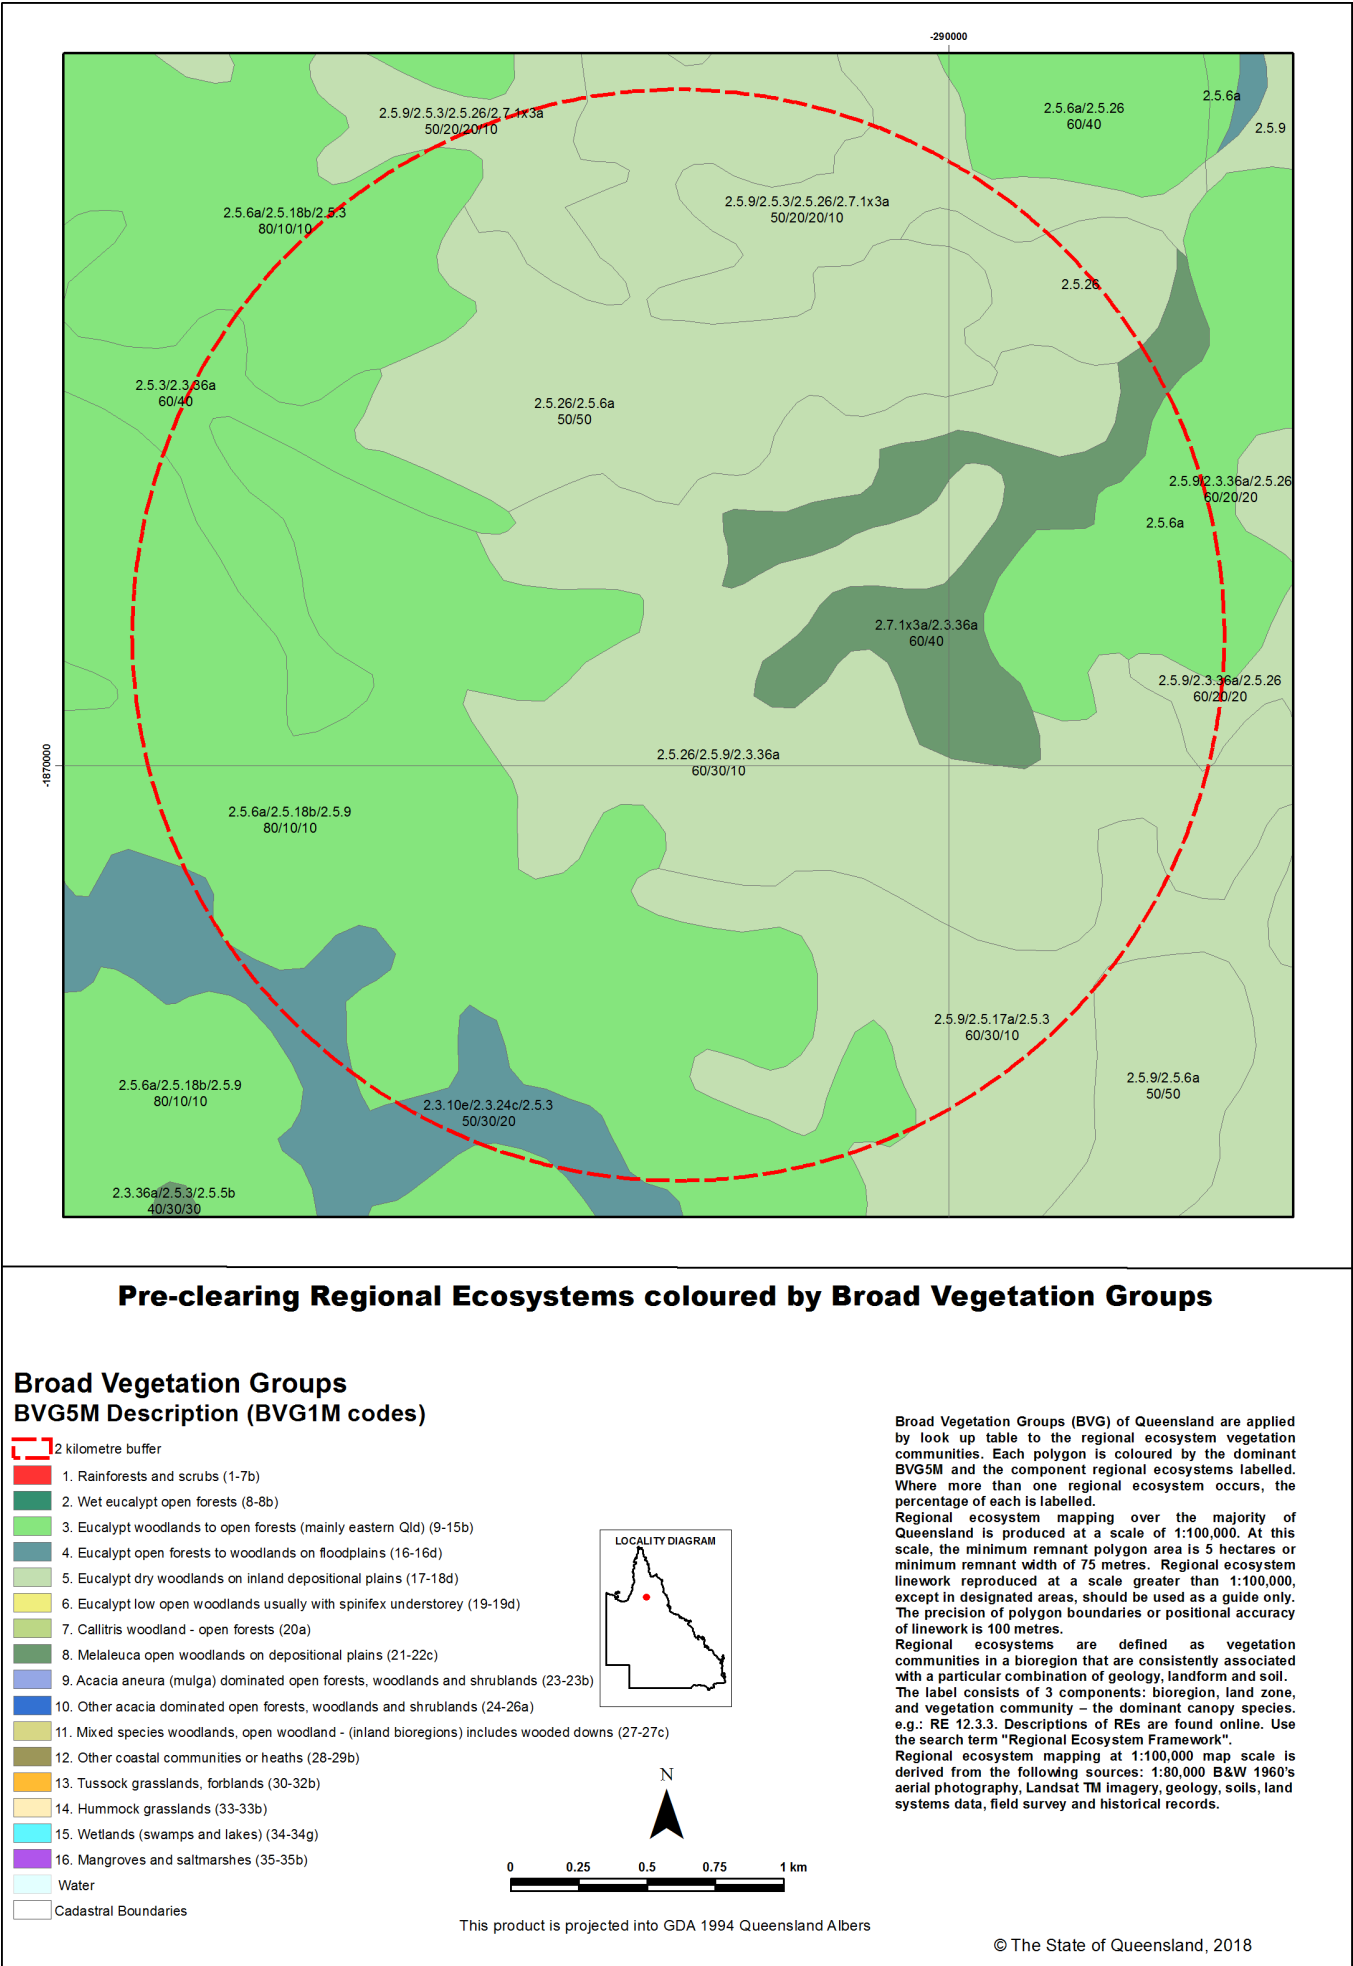 -290000
2.5.6a
2.5.6a/2.5.26
60/40
2.5.9
2.5.9/2.5.3/2.5.26/2.7.1x3a
50/20/20/10
2.5.9/2.5.3/2.5.26/2.7.1x3a
50/20/20/10
2.5.6a/2.5.18b/2.5.3
80/10/10
2.5.26
2.5.3/2.3.36a
60/40
2.5.26/2.5.6a
50/50
2.5.9/2.3.36a/2.5.26
60/20/20
2.5.6a
2.7.1x3a/2.3.36a
60/40
2.5.9/2.3.36a/2.5.26
60/20/20
-1870000
2.5.26/2.5.9/2.3.36a
60/30/10
2.5.6a/2.5.18b/2.5.9
80/10/10
2.5.9/2.5.17a/2.5.3
60/30/10
2.5.6a/2.5.18b/2.5.9
80/10/10
2.5.9/2.5.6a
50/50
2.3.10e/2.3.24c/2.5.3
50/30/20
2.3.36a/2.5.3/2.5.5b
40/30/30
Pre-clearing Regional Ecosystems coloured by Broad Vegetation Groups
Broad Vegetation Groups
BVG5M Description (BVG1M codes)
2 kilometre buffer
1. Rainforests and scrubs (1-7b)
2. Wet eucalypt open forests (8-8b)
3. Eucalypt woodlands to open forests (mainly eastern Qld) (9-15b)
4. Eucalypt open forests to woodlands on floodplains (16-16d)
5. Eucalypt dry woodlands on inland depositional plains (17-18d)
6. Eucalypt low open woodlands usually with spinifex understorey (19-19d)
7. Callitris woodland - open forests (20a)
8. Melaleuca open woodlands on depositional plains (21-22c)
9. Acacia aneura (mulga) dominated open forests, woodlands and shrublands (23-23b)
10. Other acacia dominated open forests, woodlands and shrublands (24-26a)
11. Mixed species woodlands, open woodland - (inland bioregions) includes wooded downs (27-27c)
12. Other coastal communities or heaths (28-29b)
13. Tussock grasslands, forblands (30-32b)
14. Hummock grasslands (33-33b)
15. Wetlands (swamps and lakes) (34-34g)
16. Mangroves and saltmarshes (35-35b)
Water
Cadastral Boundaries
LOCALITY DIAGRAM
N
0 0.25 0.5 0.75 1 km
This product is projected into GDA 1994 Queensland Albers
Broad Vegetation Groups (BVG) of Queensland are applied
by look up table to the regional ecosystem vegetation
communities. Each polygon is coloured by the dominant
BVG5M and the component regional ecosystems labelled.
Where more than one regional ecosystem occurs, the
percentage of each is labelled.
Regional ecosystem mapping over the majority of
Queensland is produced at a scale of 1:100,000. At this
scale, the minimum remnant polygon area is 5 hectares or
minimum remnant width of 75 metres. Regional ecosystem
linework reproduced at a scale greater than 1:100,000,
except in designated areas, should be used as a guide only.
The precision of polygon boundaries or positional accuracy
of linework is 100 metres.
Regional ecosystems are defined as vegetation
communities in a bioregion that are consistently associated
with a particular combination of geology, landform and soil.
The label consists of 3 components: bioregion, land zone,
and vegetation community – the dominant canopy species.
e.g.: RE 12.3.3. Descriptions of REs are found online. Use
the search term "Regional Ecosystem Framework".
Regional ecosystem mapping at 1:100,000 map scale is
derived from the following sources: 1:80,000 B&W 1960's
aerial photography, Landsat TM imagery, geology, soils, land
systems data, field survey and historical records.
© The State of Queensland, 2018